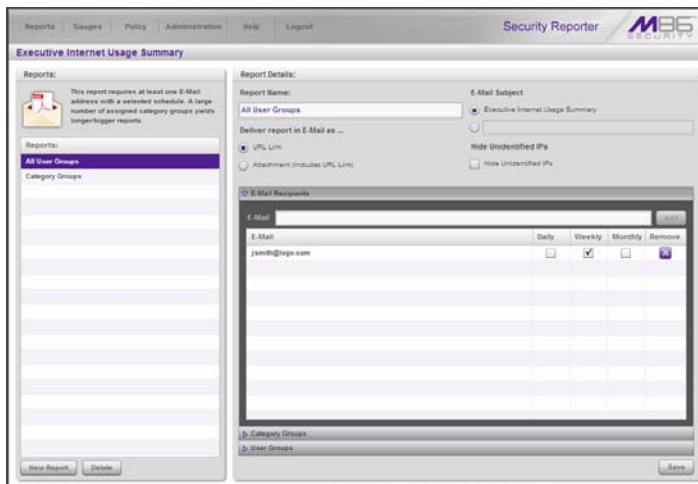 Reports Gauges Policy Administration Help Logout
Security Reporter
M86
SECURITY
Executive Internet Usage Summary
Reports:
This report requires at least one E-Mail
address with a selected schedule. A large
number of assigned category groups yields
longer/bigger reports.
Reports:
All User Groups
Category Groups
New Report Delete
Report Details:
Report Name:
All User Groups
Deliver report in E-Mail as ...
URL Link
Attachment (Includes URL Link)
E-Mail Subject
Executive Internet Usage Summary
Hide Unidentified IPs
Hide Unidentified IPs
E-Mail Recipients
E-Mail Add
E-Mail Daily Weekly Monthly Remove
jsmith@logo.com
Category Groups
User Groups
Save